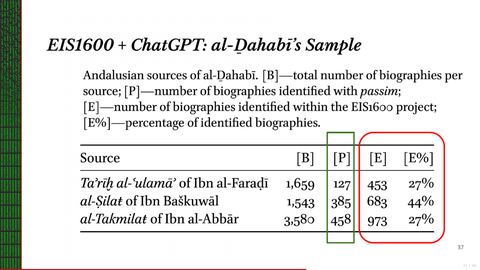 EIS1600 + ChatGPT: al-Ḏahabī’s Sample
Andalusian sources of al-Ḏahabī. [B]—total number of biographies per
source; [P]—number of biographies identified with passim;
[E]—number of biographies identified within the EIS1600 project;
[E%]—percentage of identified biographies.
Source [B] [P] [E] [E%]
Taʾrīḫ al-ʿulamāʾ of Ibn al-Faraḍī 1,659 127 453 27%
al-Ṣilaŧ of Ibn Baškuwāl 1,543 385 683 44%
al-Takmilaŧ of Ibn al-Abbār 3,580 458 973 27%
37